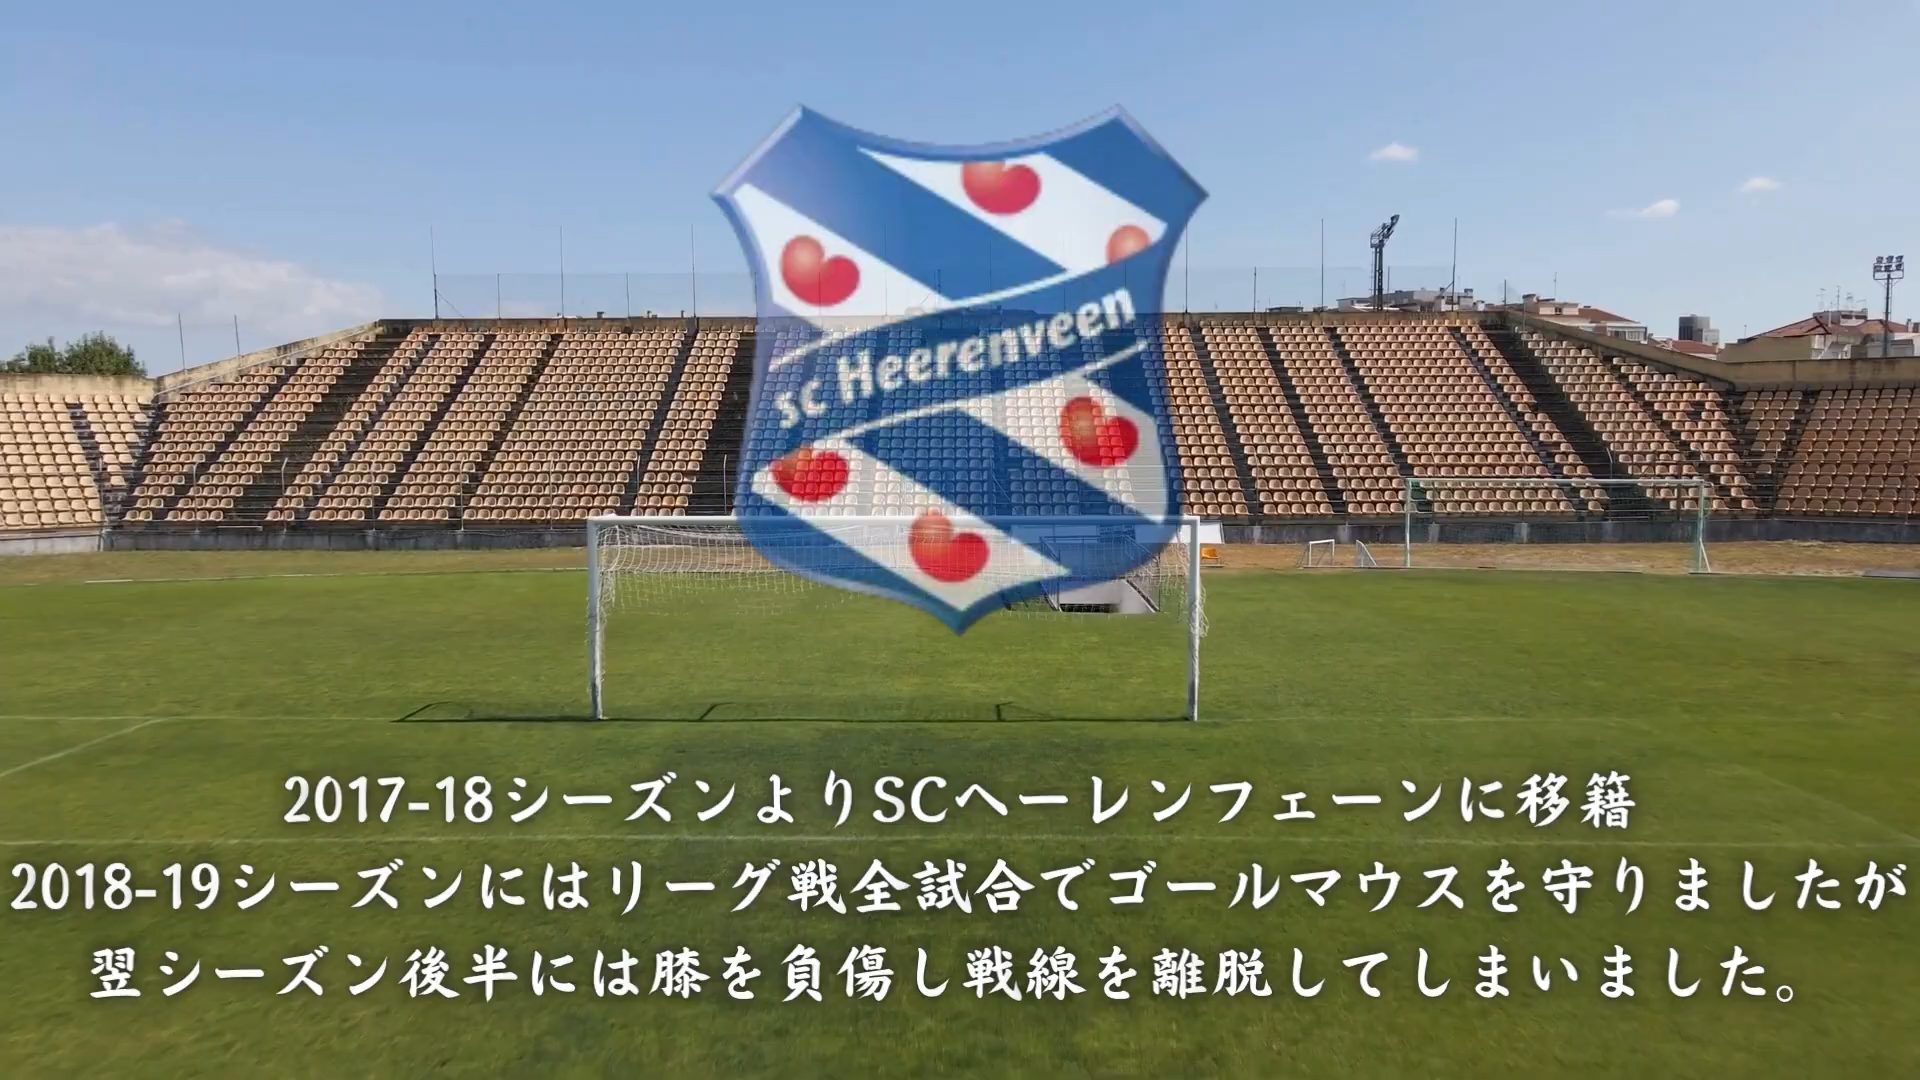 SC Heerenveen
2017-18シーズンよりSCヘーレンフェーンに移籍
2018-19シーズンにはリーグ戦全試合でゴールマウスを守りましたが
翌シーズン後半には膝を負傷し戦線を離脱してしまいました。